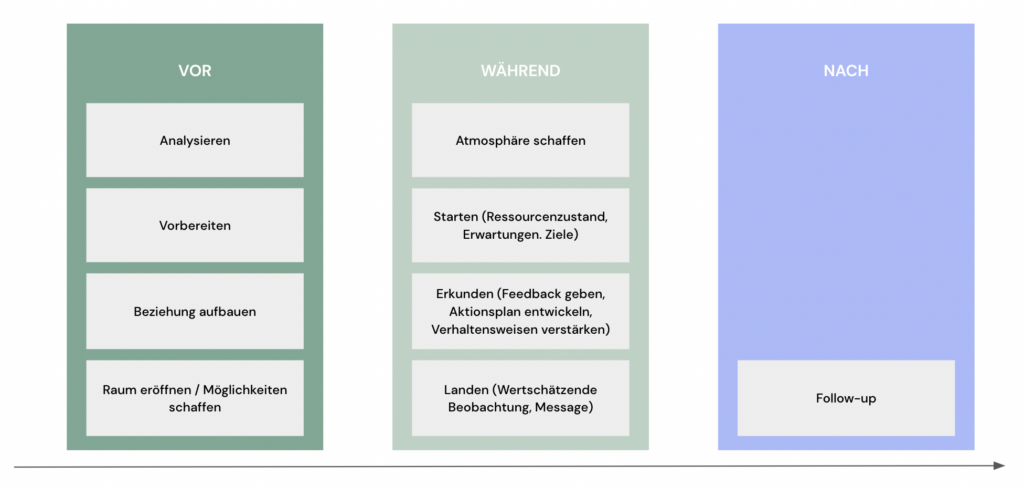 VOR
Analysieren
Vorbereiten
Beziehung aufbauen
Raum eröffnen / Möglichkeiten
schaffen
WÄHREND
Atmosphäre schaffen
Starten (Ressourcenzustand,
Erwartungen. Ziele)
Erkunden (Feedback geben,
Aktionsplan entwickeln,
Verhaltensweisen verstärken)
Landen (Wertschätzende
Beobachtung, Message)
NACH
Follow-up